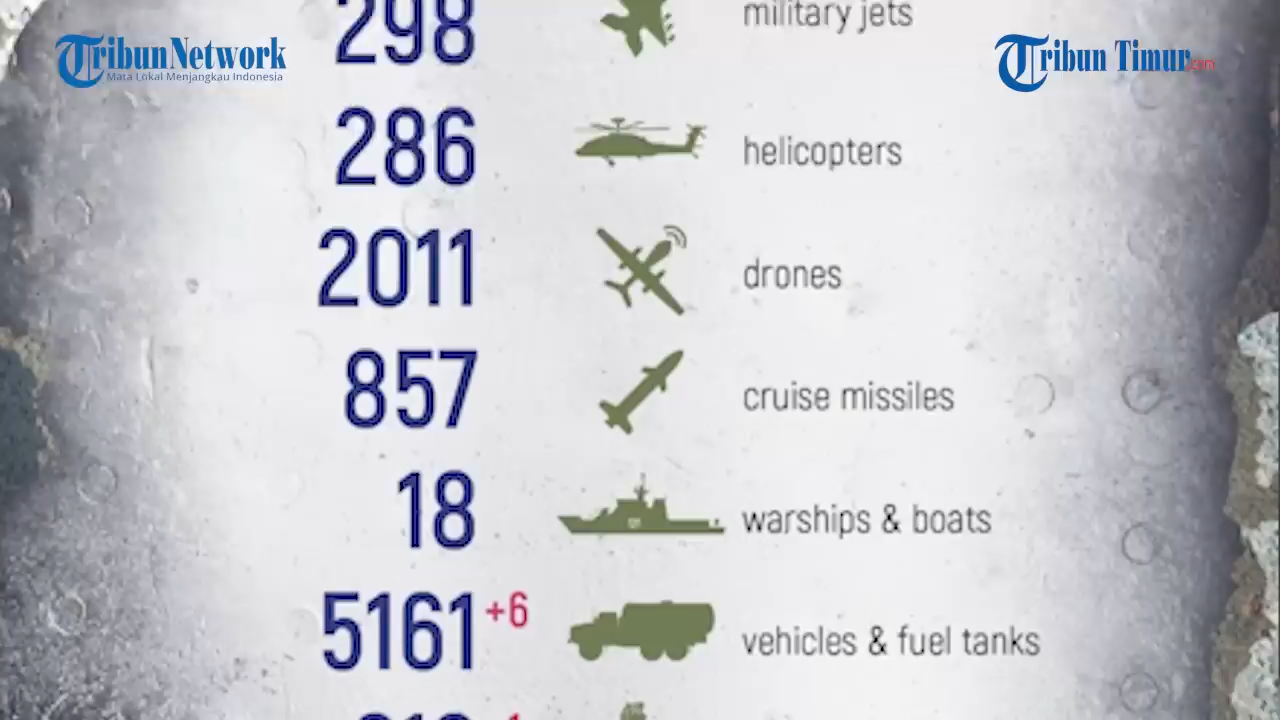 298 military jets
TribunNetwork
Mata Lokal Menjangkau Indonesia
Tribun Timur.com
286 helicopters
2011 drones
857 cruise missiles
18 warships & boats
5161 +6 vehicles & fuel tanks